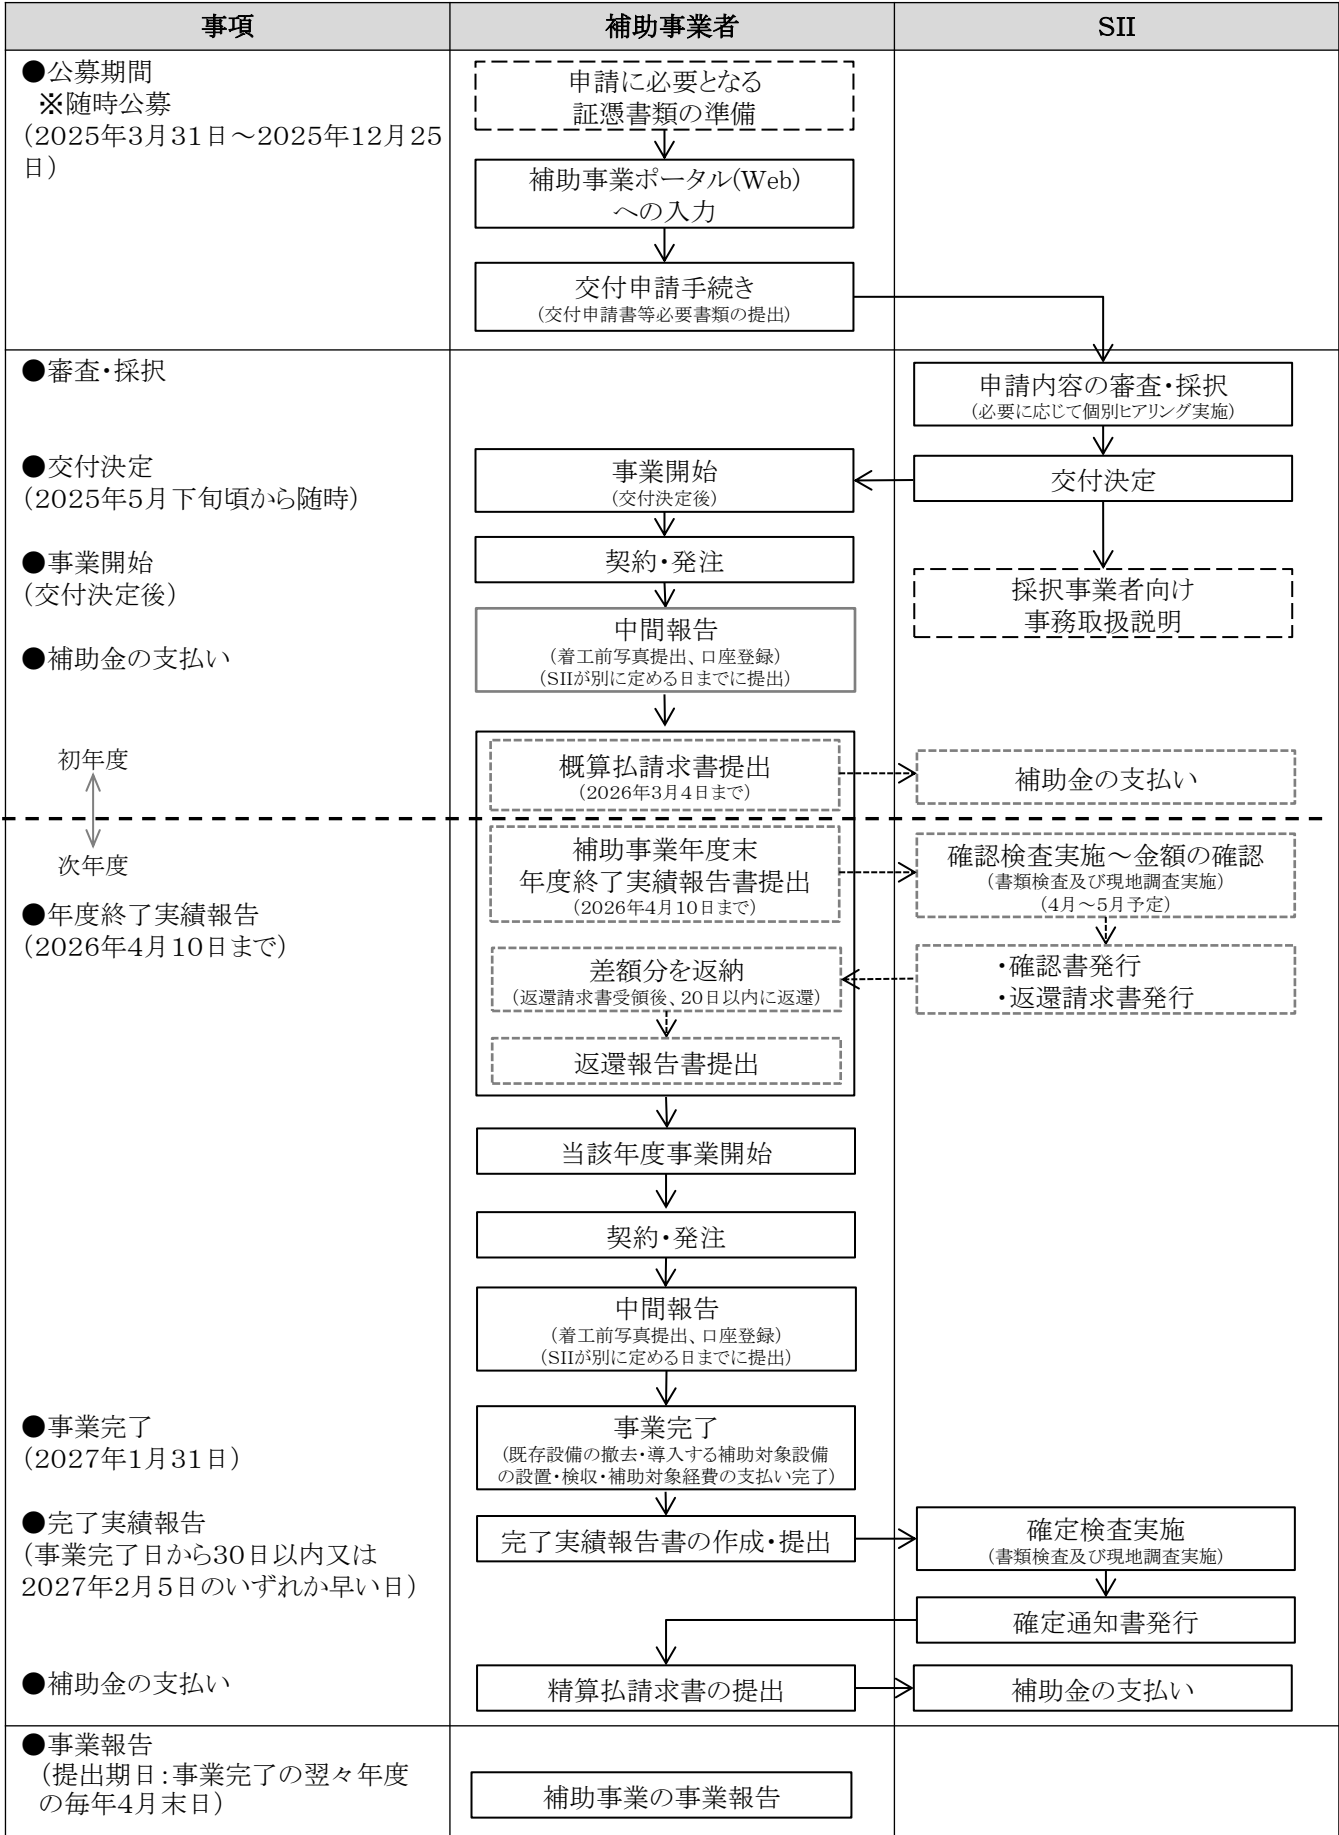 事項
補助事業者
SII
●公募期間
※随時公募
(2025年3月31日～2025年12月25
日)
申請に必要となる
証憑書類の準備
補助事業ポータル(Web)
への入力
交付申請手続き
(交付申請書等必要書類の提出)
●審査・採択
申請内容の審査・採択
(必要に応じて個別ヒアリング実施)
●交付決定
(2025年5月下旬頃から随時)
事業開始
(交付決定後)
交付決定
●事業開始
(交付決定後)
契約・発注
採択事業者向け
事務取扱説明
●補助金の支払い
中間報告
(着工前写真提出、口座登録)
(SIIが別に定める日までに提出)
初年度
概算払請求書提出
(2026年3月4日まで)
補助金の支払い
次年度
補助事業年度末
年度終了実績報告書提出
(2026年4月10日まで)
確認検査実施～金額の確認
(書類検査及び現地調査実施)
(4月～5月予定)
●年度終了実績報告
(2026年4月10日まで)
差額分を返納
(返還請求書受領後、20日以内に返還)
・確認書発行
・返還請求書発行
返還報告書提出
当該年度事業開始
契約・発注
中間報告
(着工前写真提出、口座登録)
(SIIが別に定める日までに提出)
●事業完了
(2027年1月31日)
事業完了
(既存設備の撤去・導入する補助対象設備
の設置・検収・補助対象経費の支払い完了)
●完了実績報告
(事業完了日から30日以内又は
2027年2月5日のいずれか早い日)
完了実績報告書の作成・提出
確定検査実施
(書類検査及び現地調査実施)
確定通知書発行
●補助金の支払い
精算払請求書の提出
補助金の支払い
●事業報告
(提出期日:事業完了の翌々年度
の毎年4月末日)
補助事業の事業報告